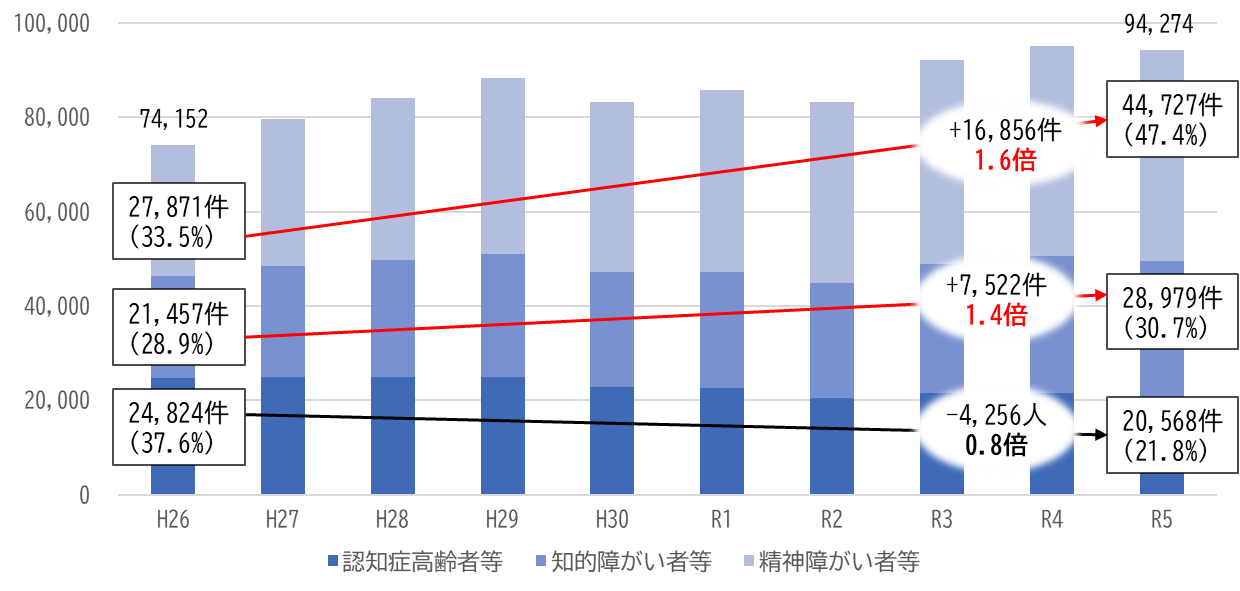 100,000
80,000
60,000
40,000
20,000
0
74,152
94,274
27,871件
(33.5%)
21,457件
(28.9%)
24,824件
(37.6%)
+16,856件
1.6倍
+7,522件
1.4倍
-4,256人
0.8倍
44,727件
(47.4%)
28,979件
(30.7%)
20,568件
(21.8%)
H26 H27 H28 H29 H30 R1 R2 R3 R4 R5
認知症高齢者等 知的障がい者等 精神障がい者等